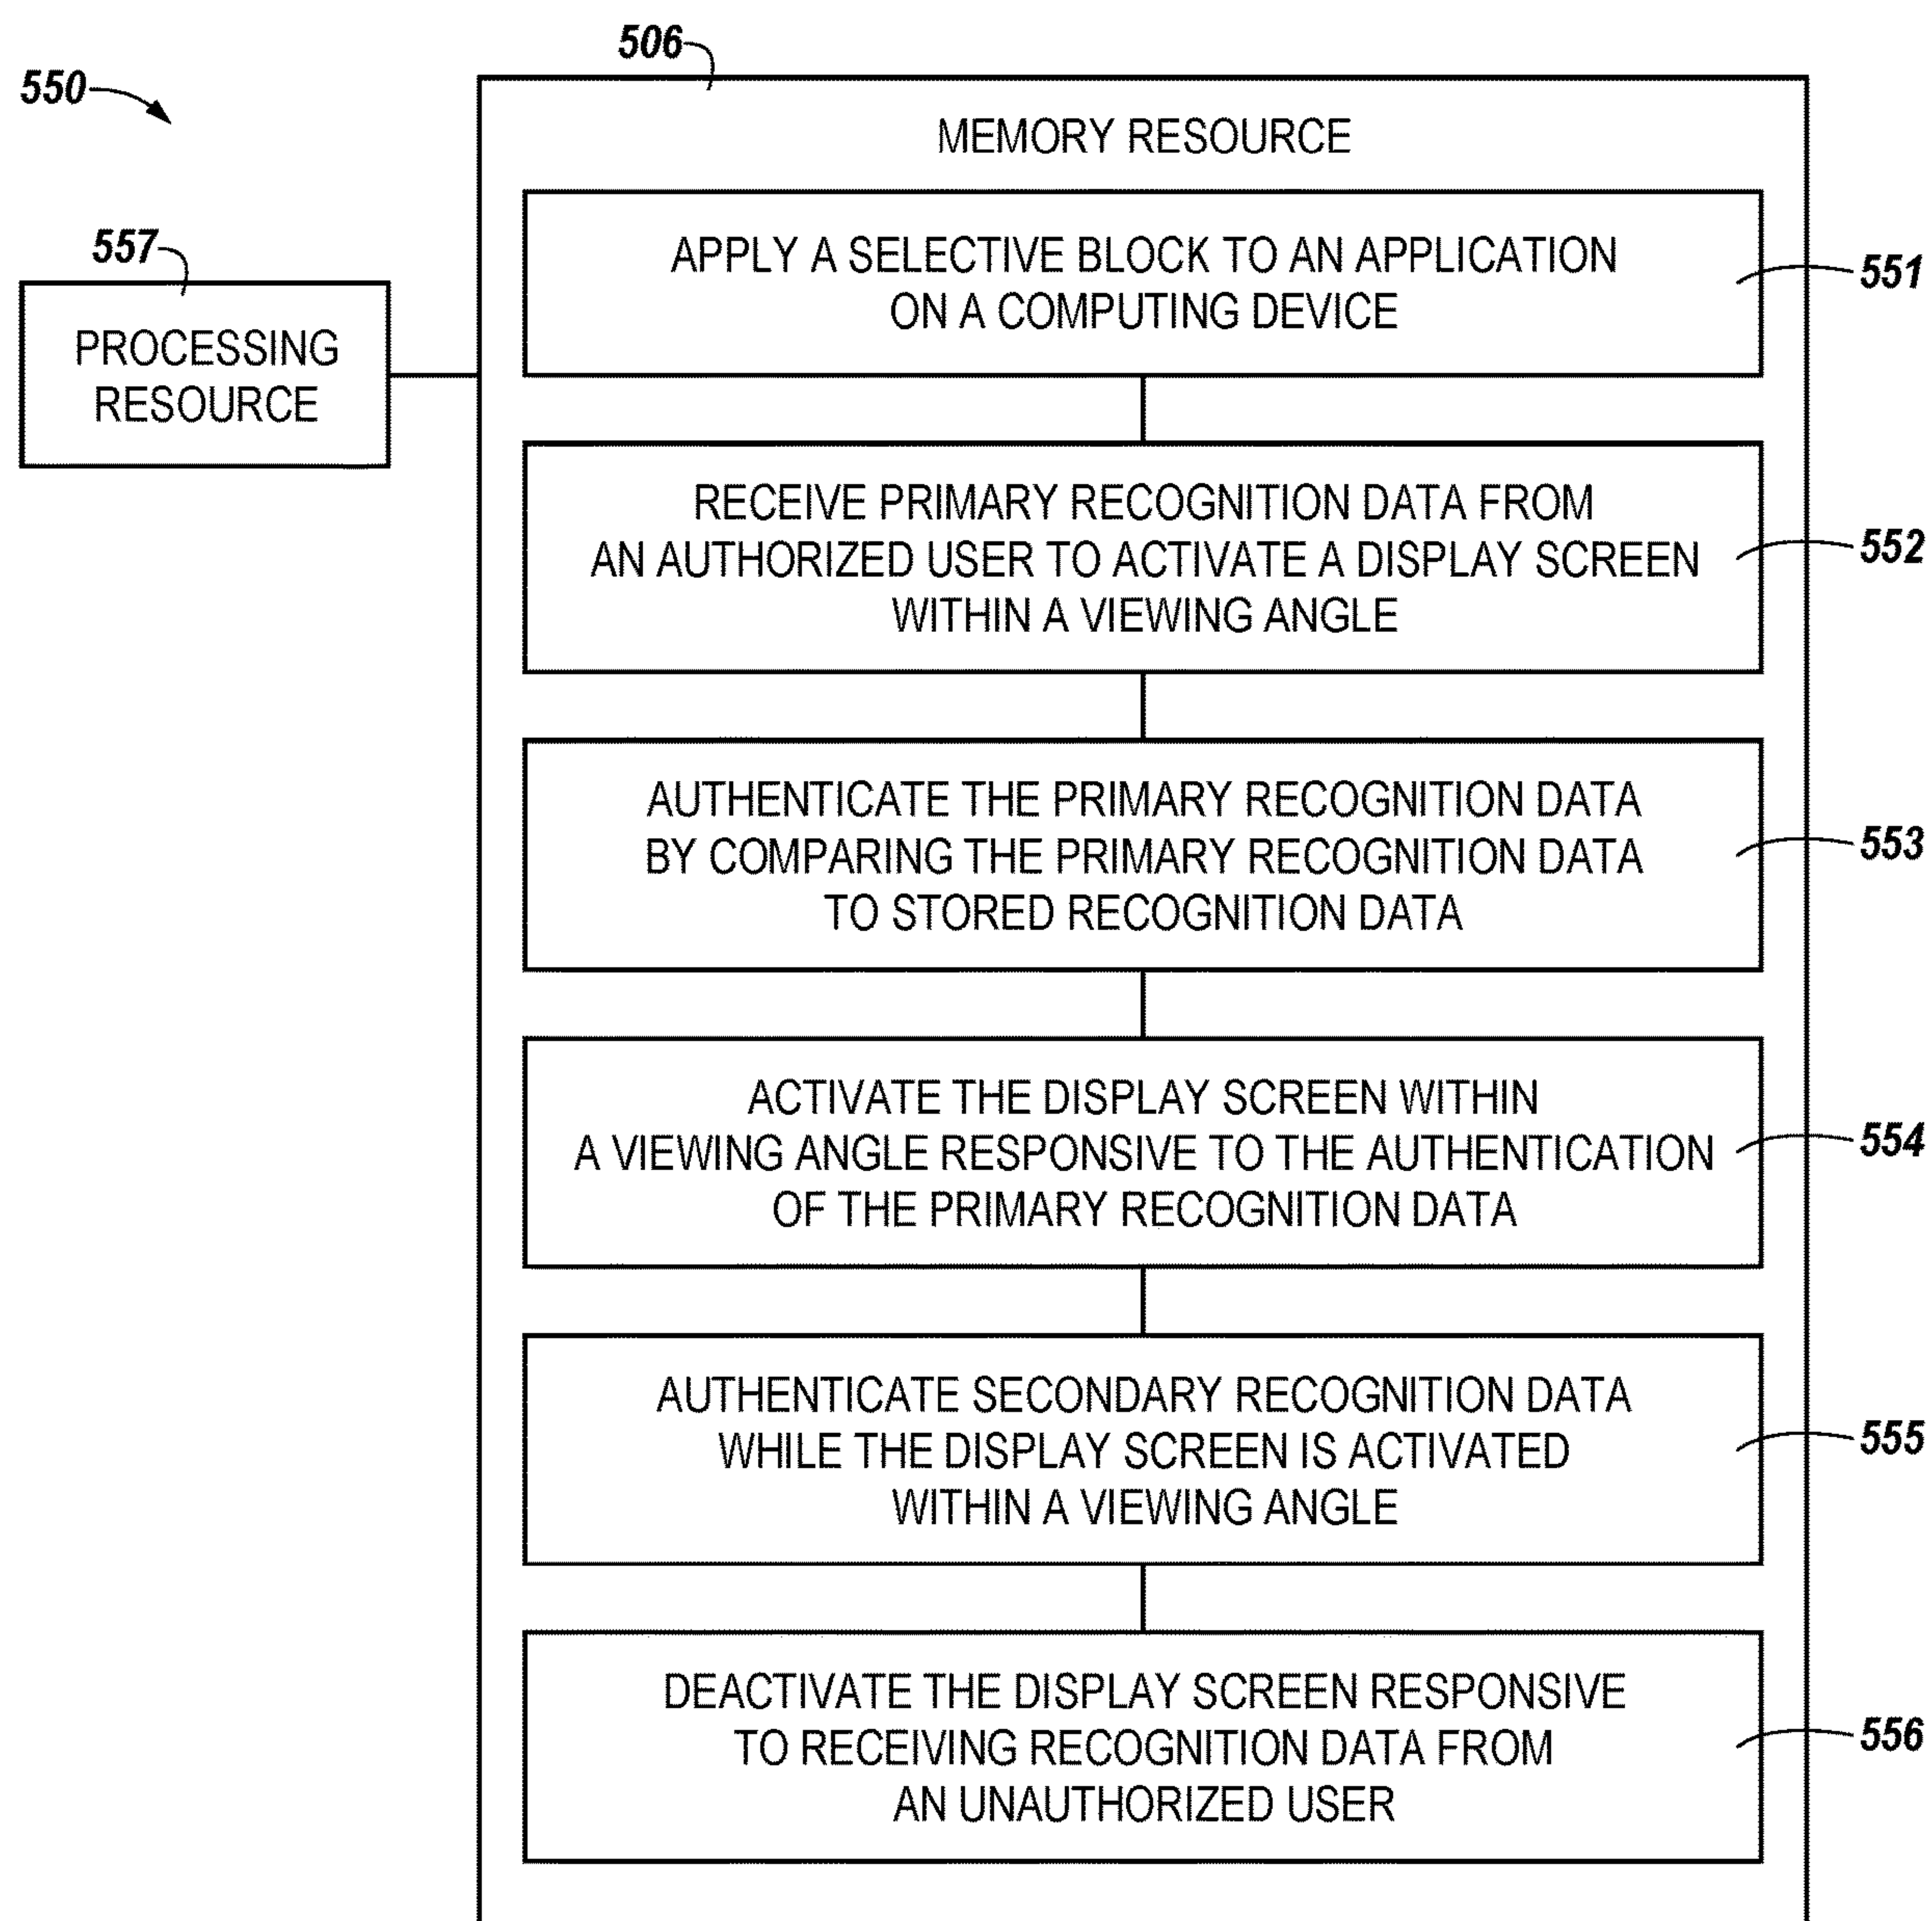 506
550
MEMORY RESOURCE
557
PROCESSING
RESOURCE
APPLY A SELECTIVE BLOCK TO AN APPLICATION
ON A COMPUTING DEVICE
551
RECEIVE PRIMARY RECOGNITION DATA FROM
AN AUTHORIZED USER TO ACTIVATE A DISPLAY SCREEN
WITHIN A VIEWING ANGLE
552
AUTHENTICATE THE PRIMARY RECOGNITION DATA
BY COMPARING THE PRIMARY RECOGNITION DATA
TO STORED RECOGNITION DATA
553
ACTIVATE THE DISPLAY SCREEN WITHIN
A VIEWING ANGLE RESPONSIVE TO THE AUTHENTICATION
OF THE PRIMARY RECOGNITION DATA
554
AUTHENTICATE SECONDARY RECOGNITION DATA
WHILE THE DISPLAY SCREEN IS ACTIVATED
WITHIN A VIEWING ANGLE
555
DEACTIVATE THE DISPLAY SCREEN RESPONSIVE
TO RECEIVING RECOGNITION DATA FROM
AN UNAUTHORIZED USER
556